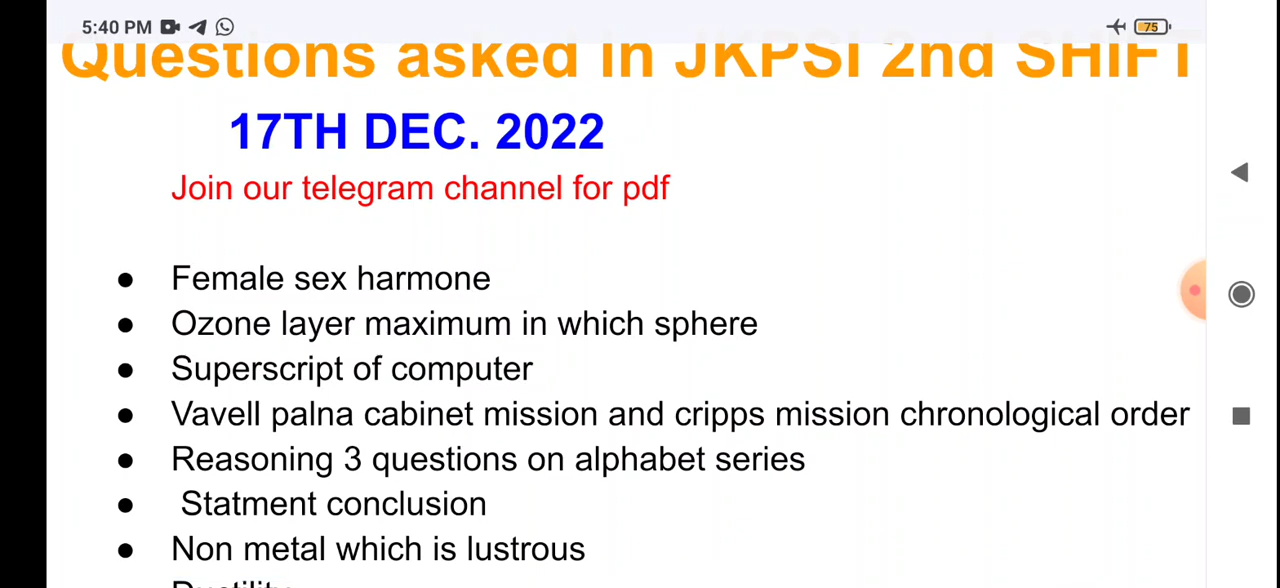 5:40 PM
75
Questions asked in JKPSI 2nd SHIFT
17TH DEC. 2022
Join our telegram channel for pdf
● Female sex harmone
● Ozone layer maximum in which sphere
● Superscript of computer
● Vavell palna cabinet mission and cripps mission chronological order
● Reasoning 3 questions on alphabet series
● Statment conclusion
● Non metal which is lustrous
Ductility